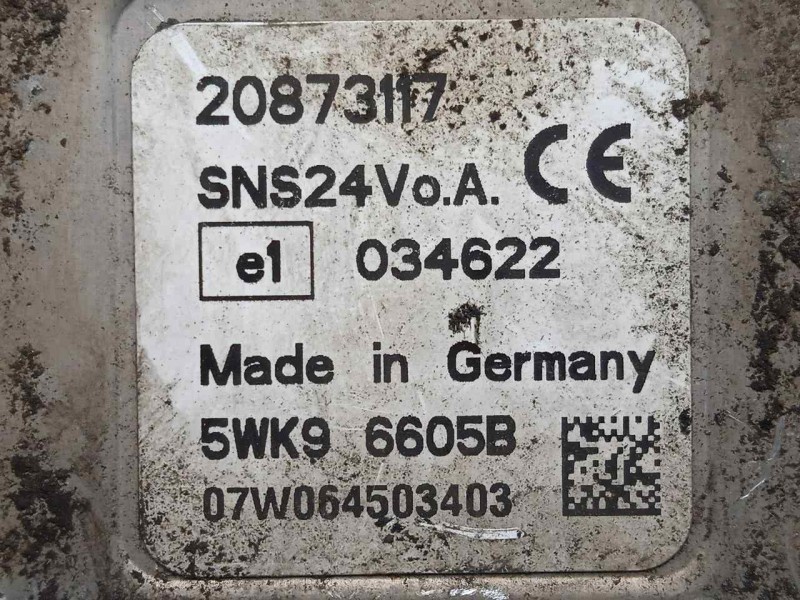 20873117
SNS24Vo.A. CE
e1 034622
Made in Germany
5WK9 6605B
07W064503403